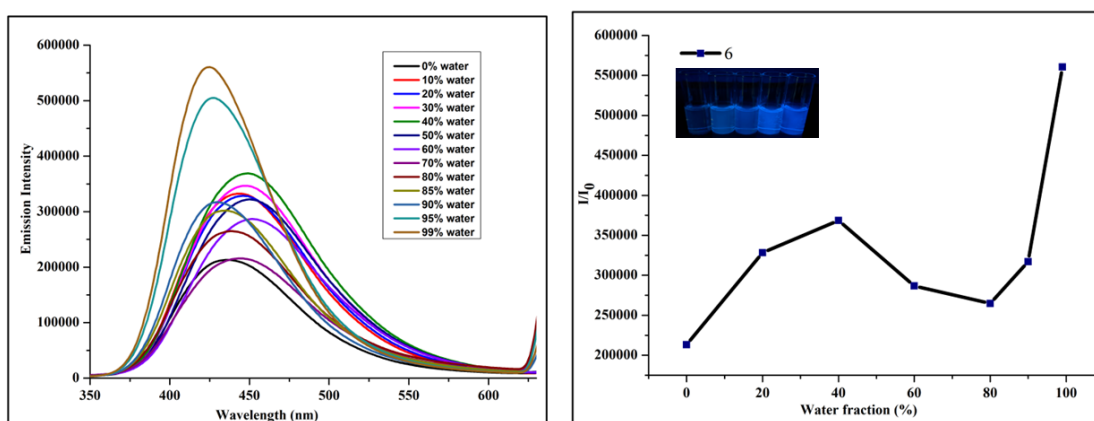 600000
500000
400000
300000
200000
100000
0
Emission Intensity
350
400
450
500
550
600
Wavelength (nm)
0% water
10% water
20% water
30% water
40% water
50% water
60% water
70% water
80% water
85% water
90% water
95% water
99% water
600000
550000
500000
450000
400000
350000
300000
250000
200000
I/I0
6
0
20
40
60
80
100
Water fraction (%)